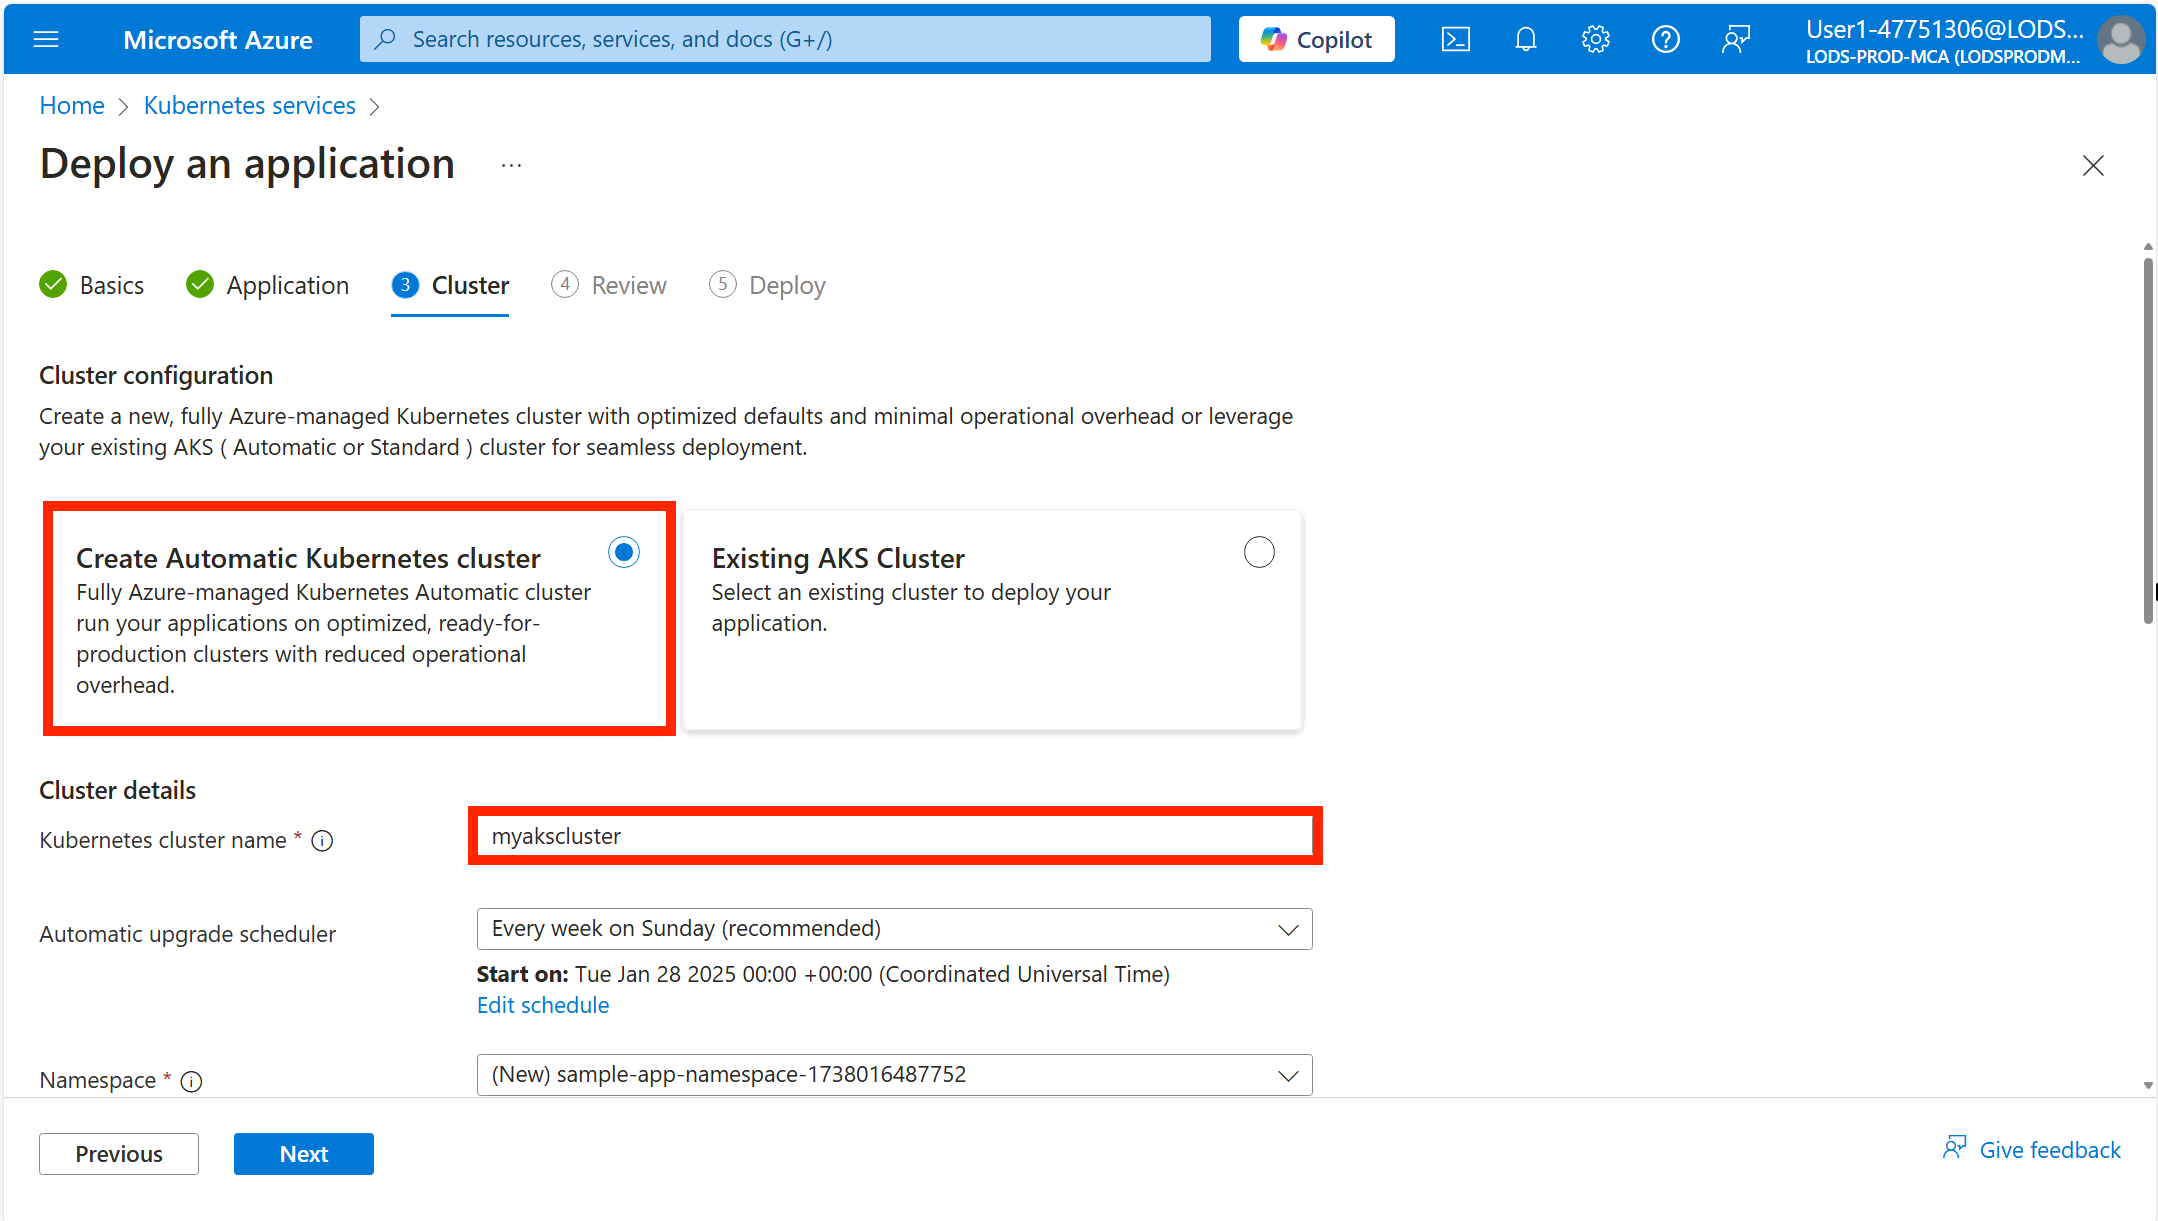 Microsoft Azure
Search resources, services, and docs (G+/)
Copilot
User1-47751306@LODS...
LODS-PROD-MCA (LODSPRODM...
Home > Kubernetes services >
Deploy an application ...
Basics
Application
3 Cluster
4 Review
5 Deploy
Cluster configuration
Create a new, fully Azure-managed Kubernetes cluster with optimized defaults and minimal operational overhead or leverage
your existing AKS ( Automatic or Standard ) cluster for seamless deployment.
Create Automatic Kubernetes cluster
Fully Azure-managed Kubernetes Automatic cluster
run your applications on optimized, ready-for-
production clusters with reduced operational
overhead.
Existing AKS Cluster
Select an existing cluster to deploy your
application.
Cluster details
Kubernetes cluster name *
myakscluster
Automatic upgrade scheduler
Every week on Sunday (recommended)
Start on: Tue Jan 28 2025 00:00 +00:00 (Coordinated Universal Time)
Edit schedule
Namespace *
(New) sample-app-namespace-1738016487752
Previous
Next
Give feedback